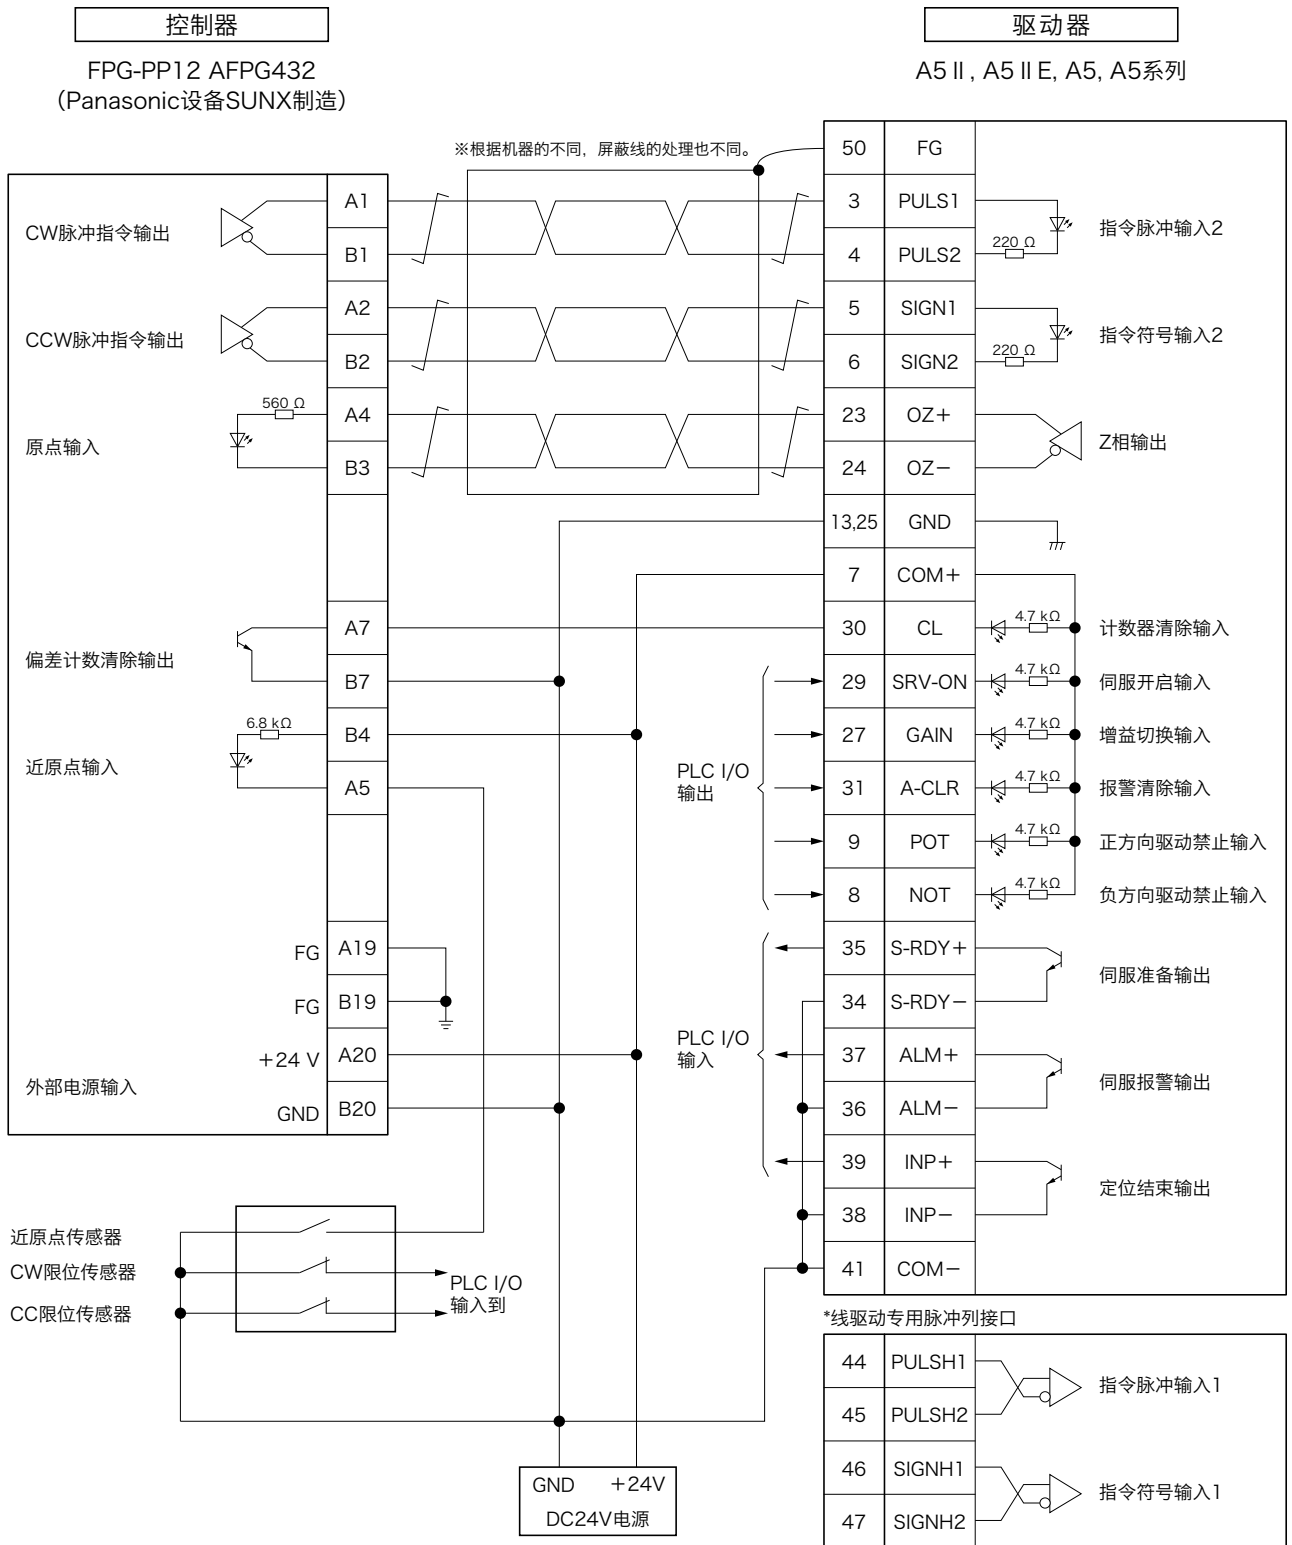 控制器
FPG-PP12 AFPG432
（Panasonic设备SUNX制造）
驱动器
A5Ⅱ, A5ⅡE, A5, A5系列
※根据机器的不同，屏蔽线的处理也不同。
CW脉冲指令输出
A1
B1
CCW脉冲指令输出
A2
B2
原点输入
560 Ω
A4
B3
偏差计数清除输出
A7
B7
近原点输入
6.8 kΩ
B4
A5
FG
A19
FG
B19
外部电源输入
+24 V
A20
GND
B20
50 FG
3 PULS1
4 PULS2
220 Ω
指令脉冲输入2
5 SIGN1
6 SIGN2
220 Ω
指令符号输入2
23 OZ+
24 OZ−
Z相输出
13,25 GND
7 COM+
30 CL 4.7 kΩ 计数器清除输入
29 SRV-ON 4.7 kΩ 伺服开启输入
27 GAIN 4.7 kΩ 增益切换输入
31 A-CLR 4.7 kΩ 报警清除输入
9 POT 4.7 kΩ 正方向驱动禁止输入
8 NOT 4.7 kΩ 负方向驱动禁止输入
PLC I/O
输出
35 S-RDY+
34 S-RDY−
伺服准备输出
37 ALM+
36 ALM−
伺服报警输出
39 INP+
38 INP−
定位结束输出
41 COM−
PLC I/O
输入
近原点传感器
CW限位传感器
CC限位传感器
PLC I/O
输入到
GND +24V
DC24V电源
*线驱动专用脉冲列接口
44 PULSH1
45 PULSH2
指令脉冲输入1
46 SIGNH1
47 SIGNH2
指令符号输入1